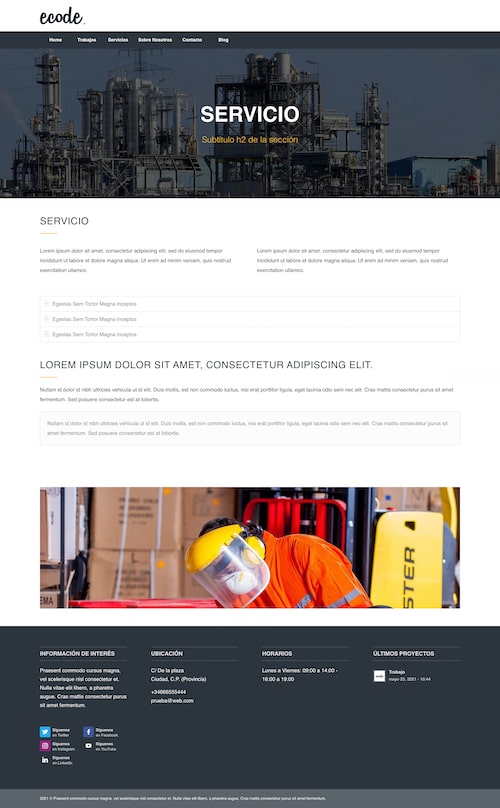 ecode.
Home Trabajos Servicios Sobre Nosotros Contacto Blog
SERVICIO
Subtítulo h2 de la sección
SERVICIO
Lorem ipsum dolor sit amet, consectetur adipiscing elit, sed do eiusmod tempor
incididunt ut labore et dolore magna aliqua. Ut enim ad minim veniam, quis nostrud
exercitation ullamco.
Lorem ipsum dolor sit amet, consectetur adipiscing elit, sed do eiusmod tempor
incididunt ut labore et dolore magna aliqua. Ut enim ad minim veniam, quis nostrud
exercitation ullamco.
Egestas Sem Tortor Magna Inceptos
Egestas Sem Tortor Magna Inceptos
Egestas Sem Tortor Magna Inceptos
LOREM IPSUM DOLOR SIT AMET, CONSECTETUR ADIPISCING ELIT.
Nullam id dolor id nibh ultricies vehicula ut id elit. Duis mollis, est non commodo luctus, nisi erat porttitor ligula, eget lacinia odio sem nec elit. Cras mattis consectetur purus sit amet
fermentum. Sed posuere consectetur est at lobortis.
Nullam id dolor id nibh ultricies vehicula ut id elit. Duis mollis, est non commodo luctus, nisi erat porttitor ligula, eget lacinia odio sem nec elit. Cras mattis consectetur purus sit
amet fermentum. Sed posuere consectetur est at lobortis.
STER
INFORMACIÓN DE INTERÉS
Praesent commodo cursus magna,
vel scelerisque nisl consectetur et.
Nulla vitae elit libero, a pharetra
augue. Cras mattis consectetur purus
sit amet fermentum.
Síguenos
en Twitter
Síguenos
en Facebook
Síguenos
en Instagram
Síguenos
en YouTube
Síguenos
en LinkedIn
UBICACIÓN
C/ De la plaza
Ciudad, C.P. (Provincia)
+34666555444
prueba@web.com
HORARIOS
Lunes a Viernes: 09:00 a 14:00 -
16:00 a 19:00
ÚLTIMOS PROYECTOS
Trabajo
mayo 25, 2021 - 10:44
2021 © Praesent commodo cursus magna, vel scelerisque nisl consectetur et. Nulla vitae elit libero, a pharetra augue. Cras mattis consectetur purus sit amet fermentum.